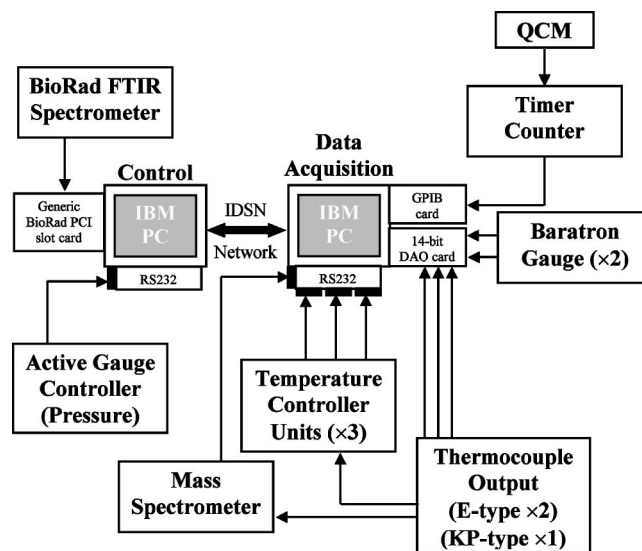 QCM
BioRad FTIR
Spectrometer
Timer
Counter
Control
Data
Acquisition
Generic
BioRad PCI
slot card
IBM
PC
IDSN
Network
IBM
PC
GPIB
card
14-bit
DAQ card
Baratron
Gauge (×2)
RS232
RS232
Active Gauge
Controller
(Pressure)
Temperature
Controller
Units (×3)
Mass
Spectrometer
Thermocouple
Output
(E-type ×2)
(KP-type ×1)